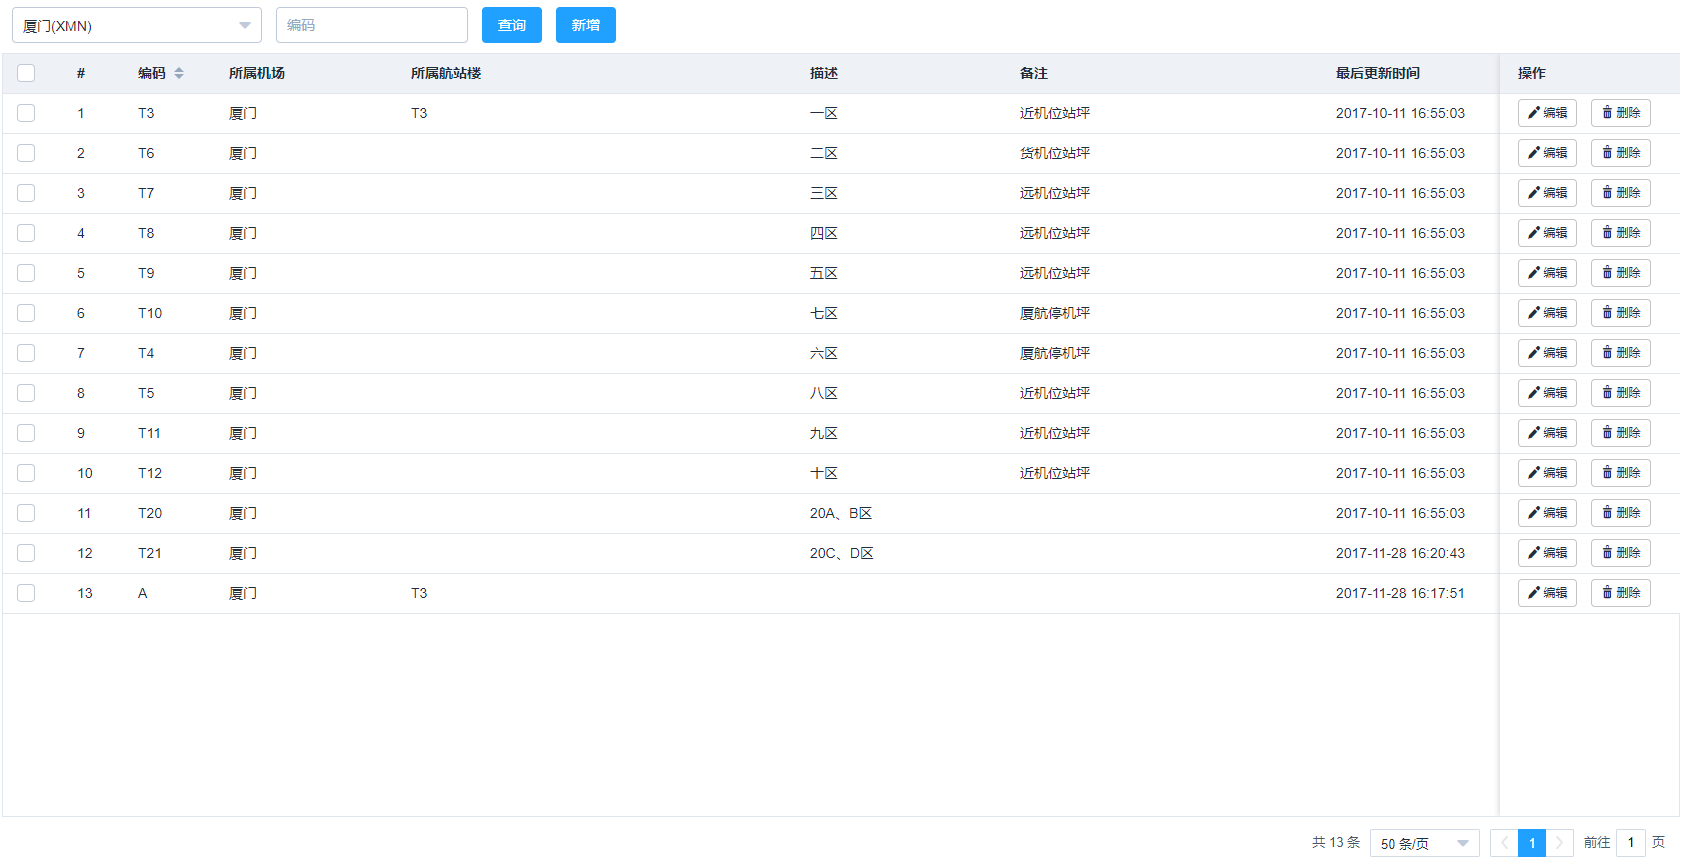 厦门(XMN) 编码 查询 新增
# 编码 所属机场 所属航站楼 描述 备注 最后更新时间 操作
1 T3 厦门 T3 一区 近机位站坪 2017-10-11 16:55:03 编辑 删除
2 T6 厦门 二区 货机位站坪 2017-10-11 16:55:03 编辑 删除
3 T7 厦门 三区 远机位站坪 2017-10-11 16:55:03 编辑 删除
4 T8 厦门 四区 远机位站坪 2017-10-11 16:55:03 编辑 删除
5 T9 厦门 五区 远机位站坪 2017-10-11 16:55:03 编辑 删除
6 T10 厦门 七区 厦航停机坪 2017-10-11 16:55:03 编辑 删除
7 T4 厦门 六区 厦航停机坪 2017-10-11 16:55:03 编辑 删除
8 T5 厦门 八区 近机位站坪 2017-10-11 16:55:03 编辑 删除
9 T11 厦门 九区 近机位站坪 2017-10-11 16:55:03 编辑 删除
10 T12 厦门 十区 近机位站坪 2017-10-11 16:55:03 编辑 删除
11 T20 厦门 20A、B区 2017-10-11 16:55:03 编辑 删除
12 T21 厦门 20C、D区 2017-11-28 16:20:43 编辑 删除
13 A 厦门 T3 2017-11-28 16:17:51 编辑 删除
共 13 条 50 条/页 1 前往 1 页